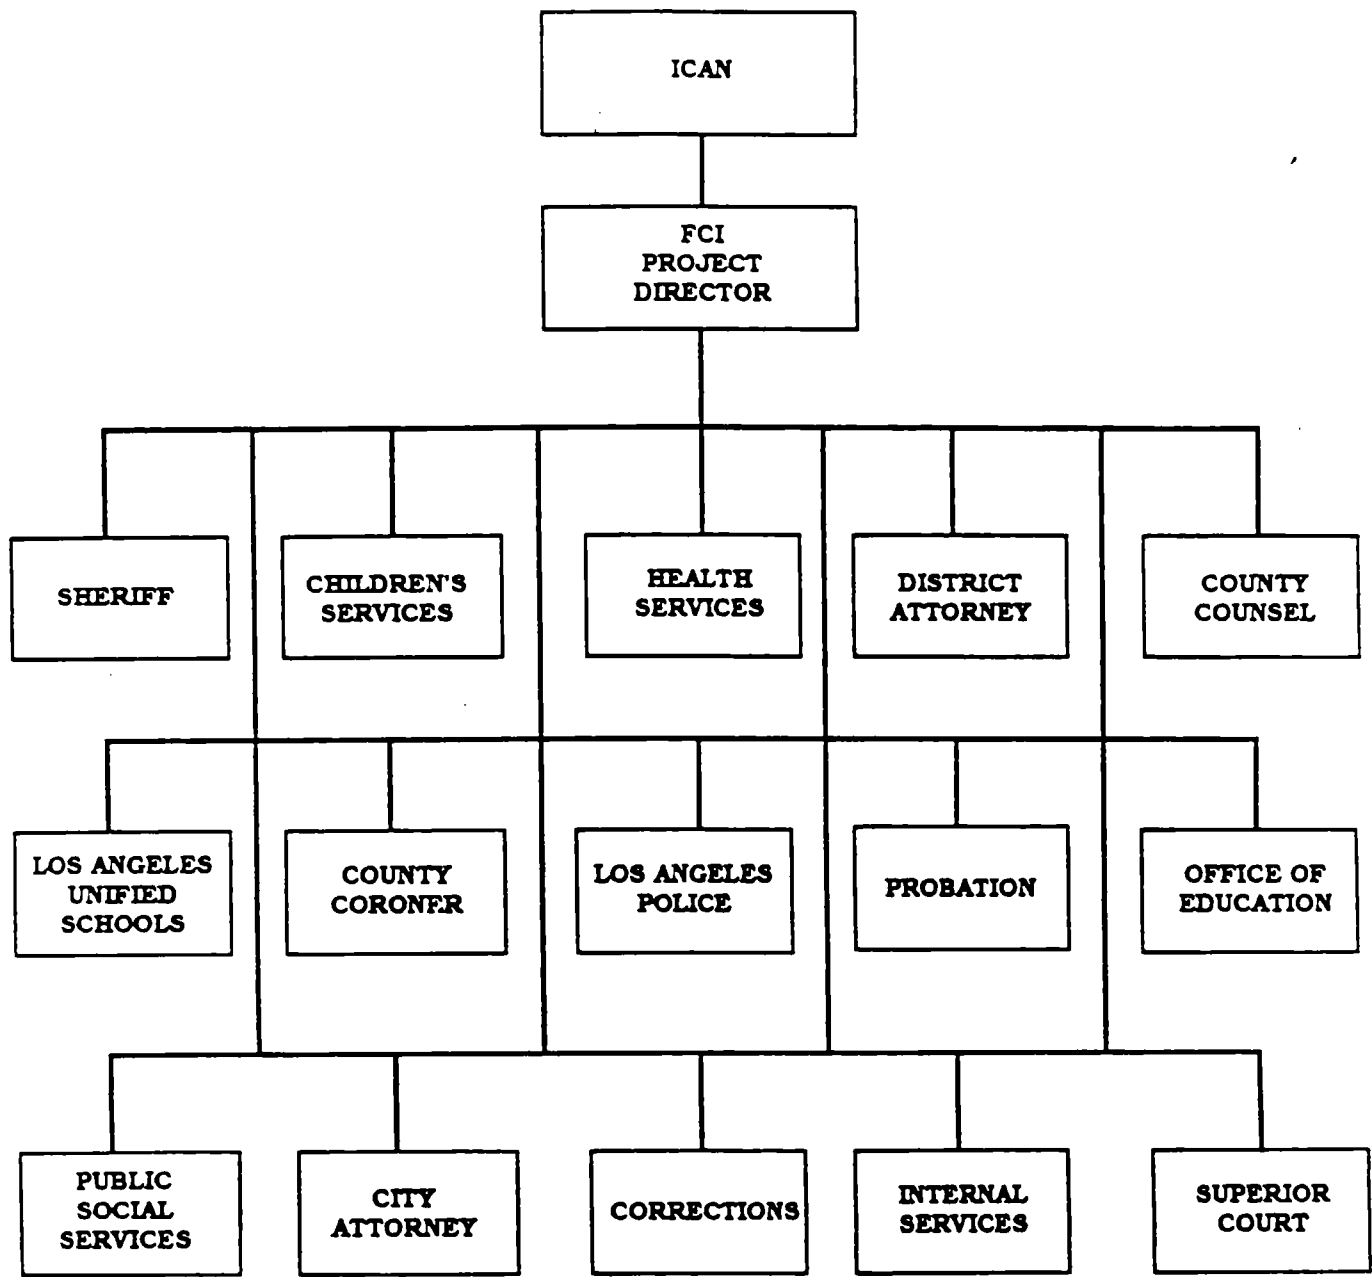 ICAN
FCI
PROJECT
DIRECTOR
SHERIFF
CHILDREN'S
SERVICES
HEALTH
SERVICES
DISTRICT
ATTORNEY
COUNTY
COUNSEL
LOS ANGELES
UNIFIED
SCHOOLS
COUNTY
CORONER
LOS ANGELES
POLICE
PROBATION
OFFICE OF
EDUCATION
PUBLIC
SOCIAL
SERVICES
CITY
ATTORNEY
CORRECTIONS
INTERNAL
SERVICES
SUPERIOR
COURT